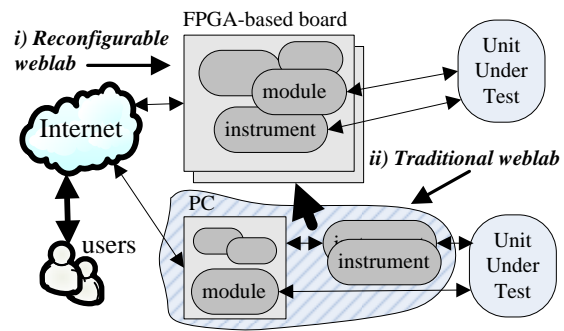 FPGA-based board
i) Reconfigurable
weblab
module
instrument
Unit
Under
Test
Internet
ii) Traditional weblab
PC
users
instrument
module
Unit
Under
Test